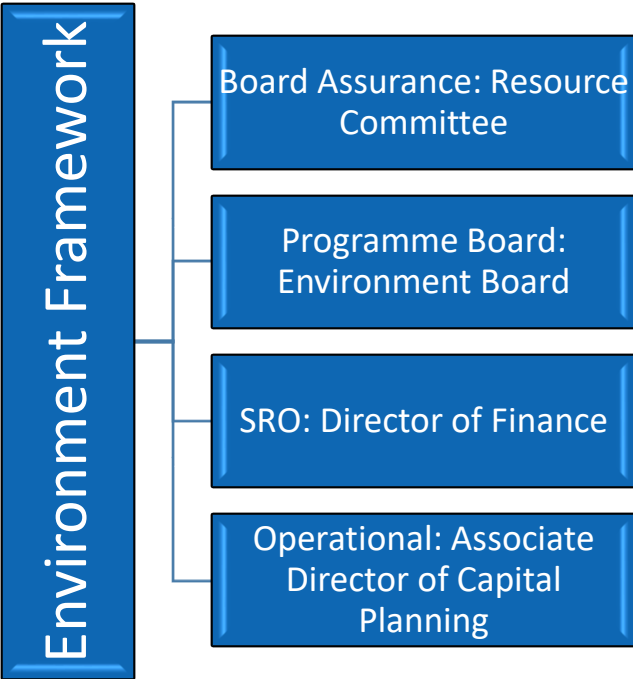 Environment Framework
Board Assurance: Resource
Committee
Programme Board:
Environment Board
SRO: Director of Finance
Operational: Associate
Director of Capital
Planning